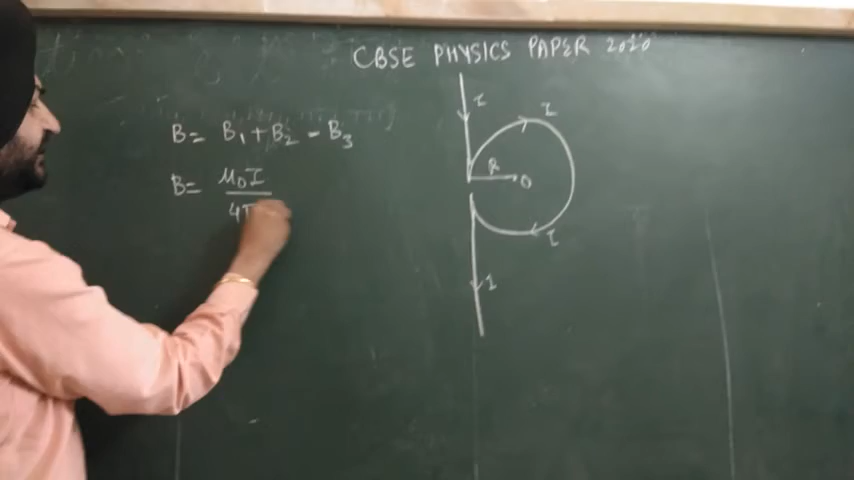 CBSE PHYSICS PAPER 2020
B = B₁ + B₂ - B₃
B = μ₀I
4π
I
I
R
O
I
I